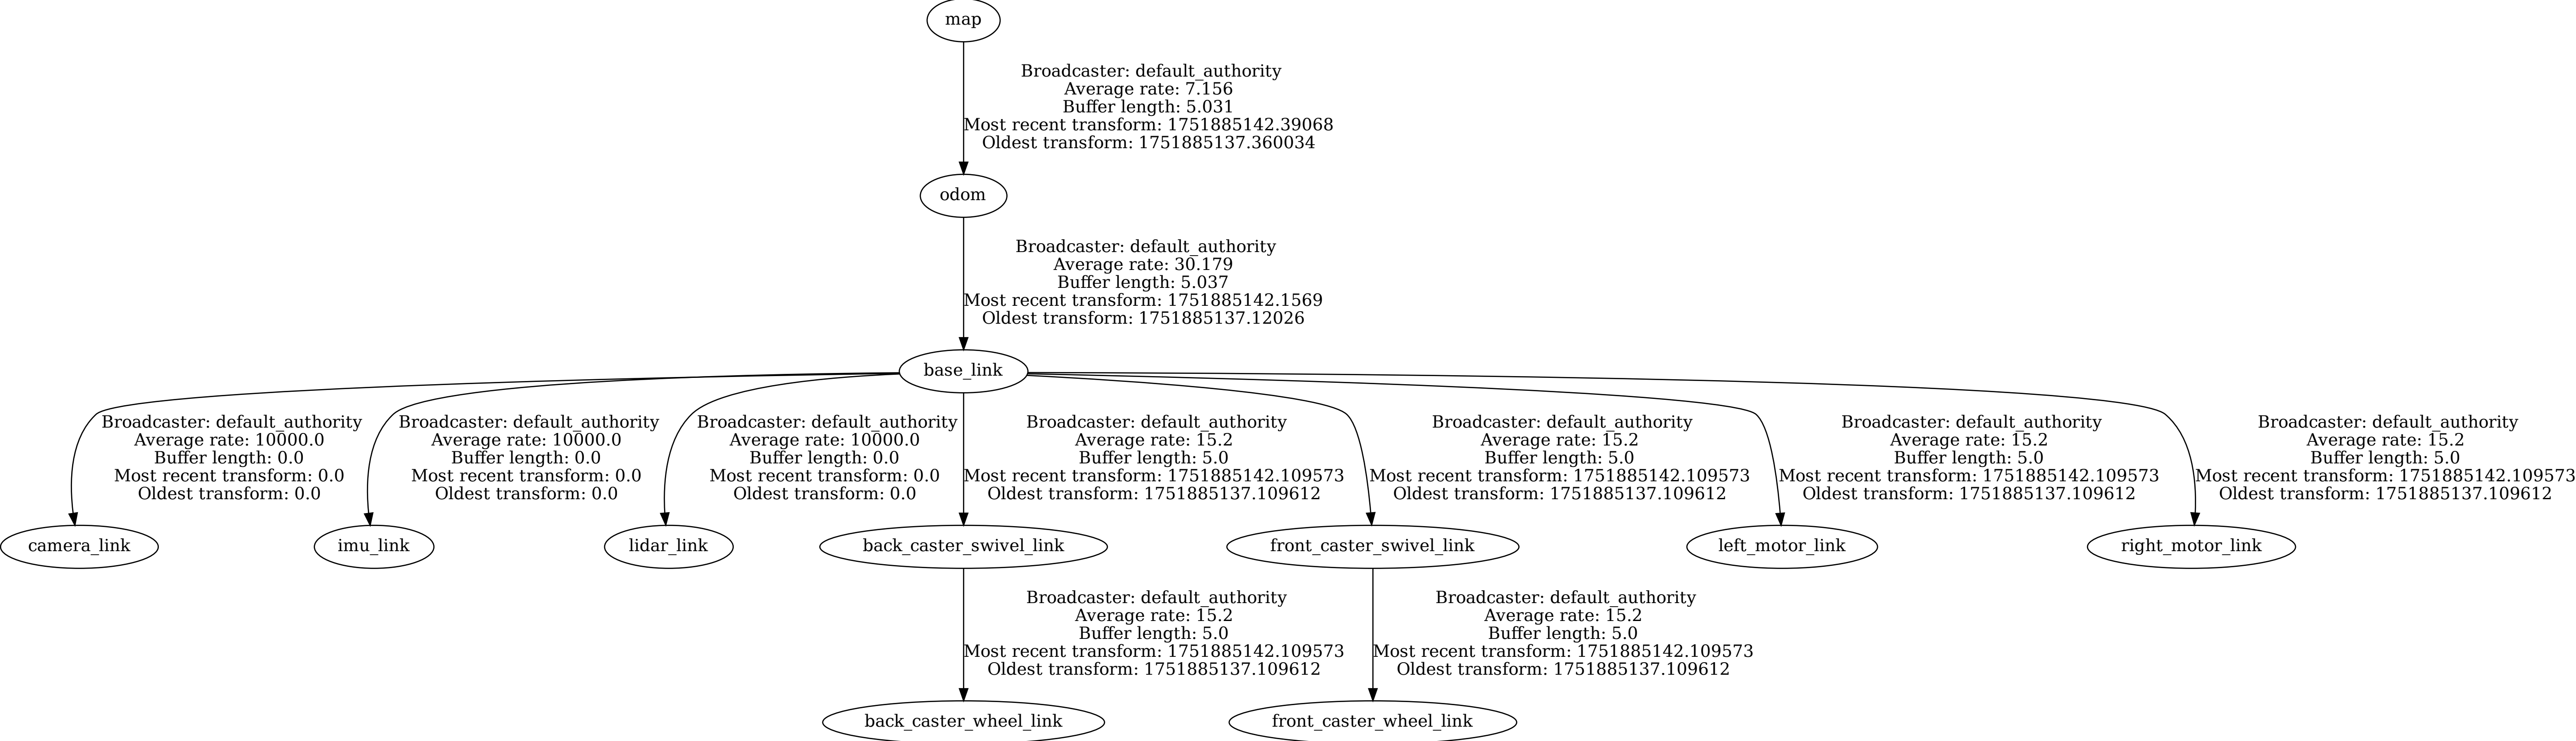 map
Broadcaster: default_authority
Average rate: 7.156
Buffer length: 5.031
Most recent transform: 1751885142.39068
Oldest transform: 1751885137.360034
odom
Broadcaster: default_authority
Average rate: 30.179
Buffer length: 5.037
Most recent transform: 1751885142.1569
Oldest transform: 1751885137.12026
base_link
Broadcaster: default_authority
Average rate: 10000.0
Buffer length: 0.0
Most recent transform: 0.0
Oldest transform: 0.0
Broadcaster: default_authority
Average rate: 10000.0
Buffer length: 0.0
Most recent transform: 0.0
Oldest transform: 0.0
Broadcaster: default_authority
Average rate: 10000.0
Buffer length: 0.0
Most recent transform: 0.0
Oldest transform: 0.0
Broadcaster: default_authority
Average rate: 15.2
Buffer length: 5.0
Most recent transform: 1751885142.109573
Oldest transform: 1751885137.109612
Broadcaster: default_authority
Average rate: 15.2
Buffer length: 5.0
Most recent transform: 1751885142.109573
Oldest transform: 1751885137.109612
Broadcaster: default_authority
Average rate: 15.2
Buffer length: 5.0
Most recent transform: 1751885142.109573
Oldest transform: 1751885137.109612
Broadcaster: default_authority
Average rate: 15.2
Buffer length: 5.0
Most recent transform: 1751885142.109573
Oldest transform: 1751885137.109612
camera_link
imu_link
lidar_link
back_caster_swivel_link
front_caster_swivel_link
left_motor_link
right_motor_link
Broadcaster: default_authority
Average rate: 15.2
Buffer length: 5.0
Most recent transform: 1751885142.109573
Oldest transform: 1751885137.109612
Broadcaster: default_authority
Average rate: 15.2
Buffer length: 5.0
Most recent transform: 1751885142.109573
Oldest transform: 1751885137.109612
back_caster_wheel_link
front_caster_wheel_link